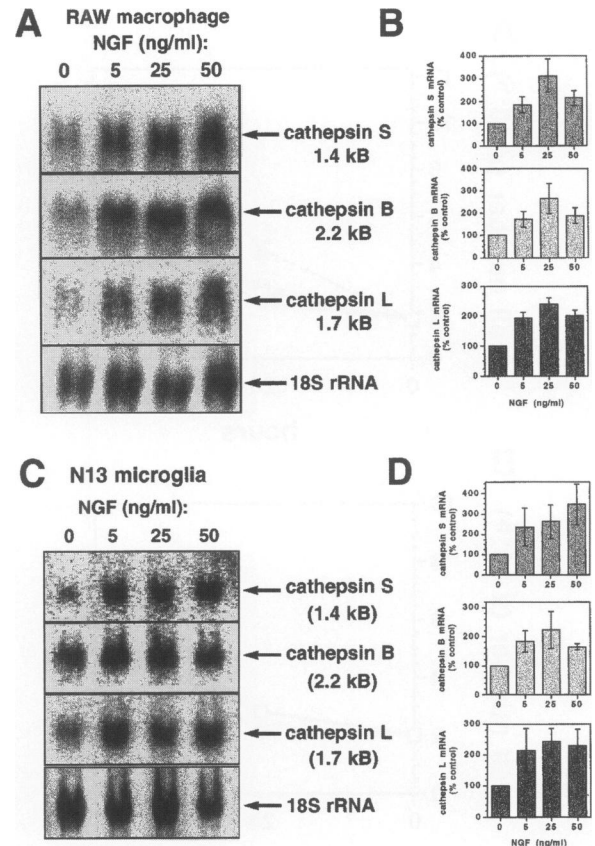 A RAW macrophage
NGF (ng/ml):
0 5 25 50
cathepsin S
1.4 kB
cathepsin B
2.2 kB
cathepsin L
1.7 kB
18S rRNA
B
cathepsin S mRNA
(% control)
400
300
200
100
0
0 5 25 50
cathepsin B mRNA
(% control)
400
300
200
100
0
0 5 25 50
cathepsin L mRNA
(% control)
300
200
100
0
0 5 25 50
NGF (ng/ml)
C N13 microglia
NGF (ng/ml):
0 5 25 50
cathepsin S
(1.4 kB)
cathepsin B
(2.2 kB)
cathepsin L
(1.7 kB)
18S rRNA
D
cathepsin S mRNA
(% control)
400
300
200
100
0
0 5 25 50
cathepsin B mRNA
(% control)
300
200
100
0
0 5 25 50
cathepsin L mRNA
(% control)
300
200
100
0
0 5 25 50
NGF (ng/ml)